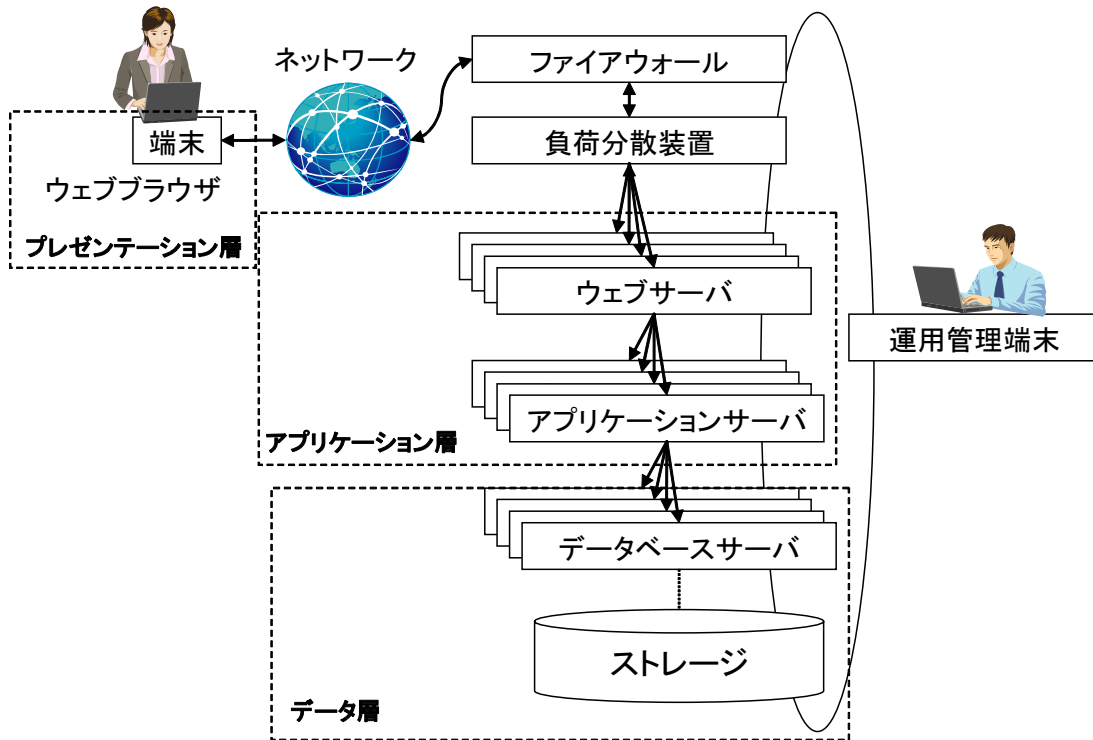 ネットワーク
ファイアウォール
端末
負荷分散装置
ウェブブラウザ
プレゼンテーション層
ウェブサーバ
運用管理端末
アプリケーションサーバ
アプリケーション層
データベースサーバ
ストレージ
データ層